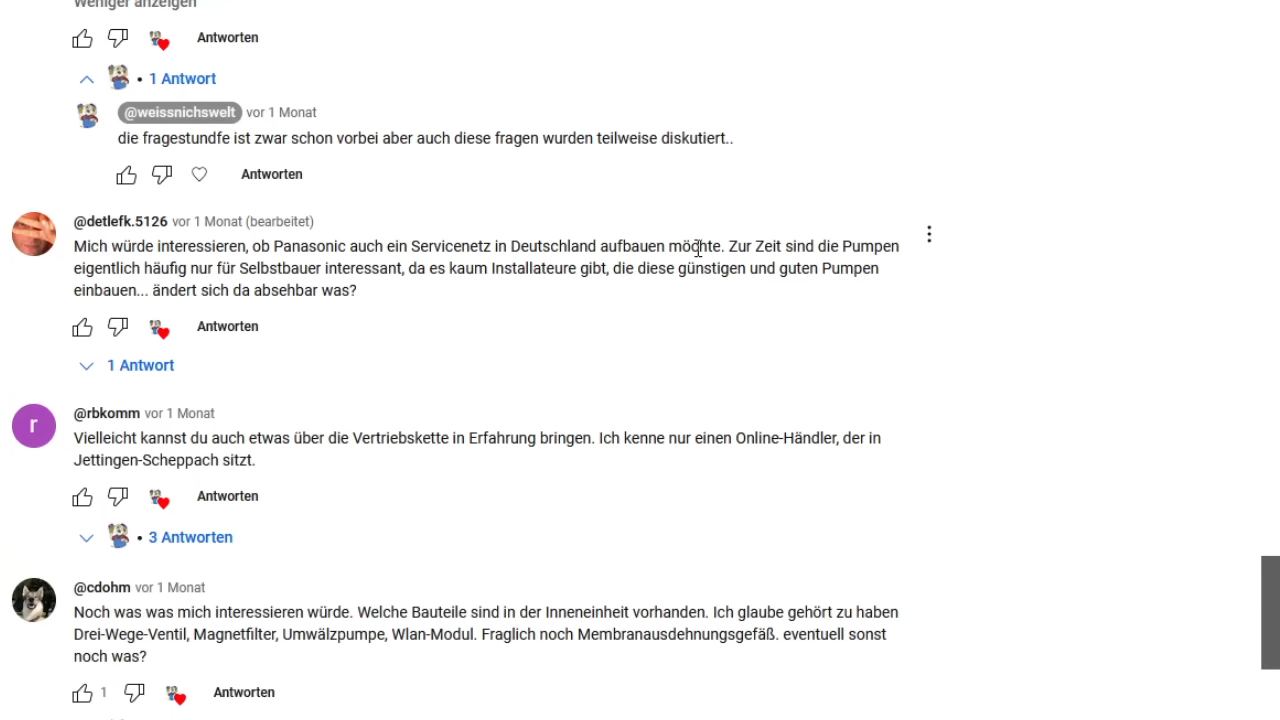 Weniger anzeigen
Antworten
• 1 Antwort
@weissnichswelt vor 1 Monat
die fragestundfe ist zwar schon vorbei aber auch diese fragen wurden teilweise diskutiert..
Antworten
@detlefk.5126 vor 1 Monat (bearbeitet)
Mich würde interessieren, ob Panasonic auch ein Servicenetz in Deutschland aufbauen möchte. Zur Zeit sind die Pumpen
eigentlich häufig nur für Selbstbauer interessant, da es kaum Installateure gibt, die diese günstigen und guten Pumpen
einbauen... ändert sich da absehbar was?
Antworten
1 Antwort
r
@rbkomm vor 1 Monat
Vielleicht kannst du auch etwas über die Vertriebskette in Erfahrung bringen. Ich kenne nur einen Online-Händler, der in
Jettingen-Scheppach sitzt.
Antworten
• 3 Antworten
@cdohm vor 1 Monat
Noch was was mich interessieren würde. Welche Bauteile sind in der Inneneinheit vorhanden. Ich glaube gehört zu haben
Drei-Wege-Ventil, Magnetfilter, Umwälzpumpe, Wlan-Modul. Fraglich noch Membranausdehnungsgefäß. eventuell sonst
noch was?
1 Antworten